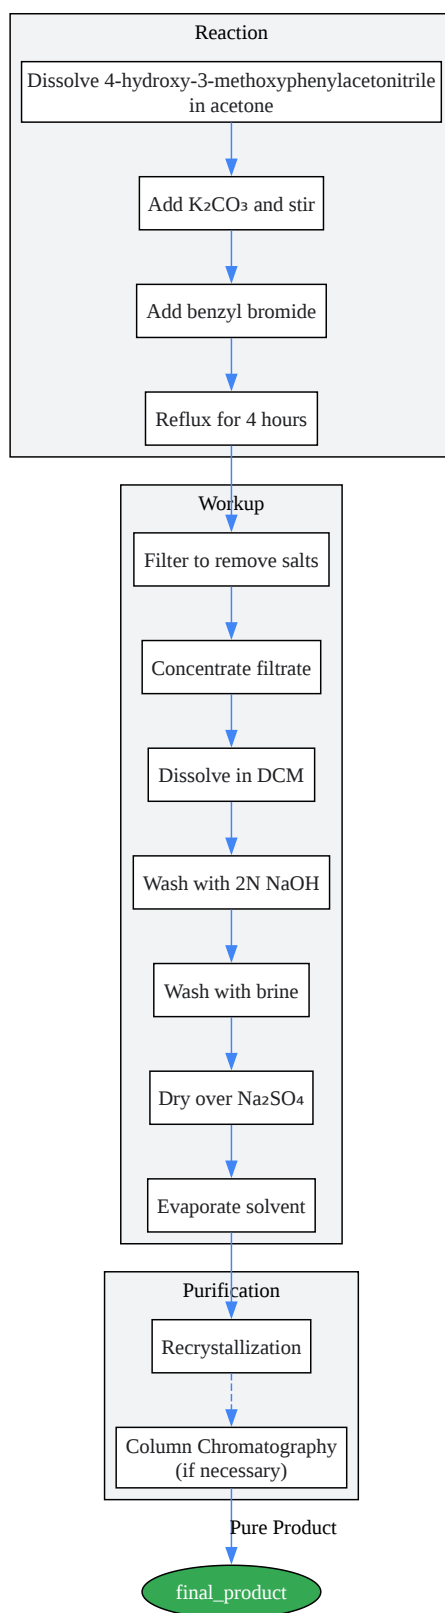 Reaction
Dissolve 4-hydroxy-3-methoxyphenylacetonitrile
in acetone
Add K₂CO₃ and stir
Add benzyl bromide
Reflux for 4 hours
Workup
Filter to remove salts
Concentrate filtrate
Dissolve in DCM
Wash with 2N NaOH
Wash with brine
Dry over Na₂SO₄
Evaporate solvent
Purification
Recrystallization
Column Chromatography
(if necessary)
Pure Product
final_product